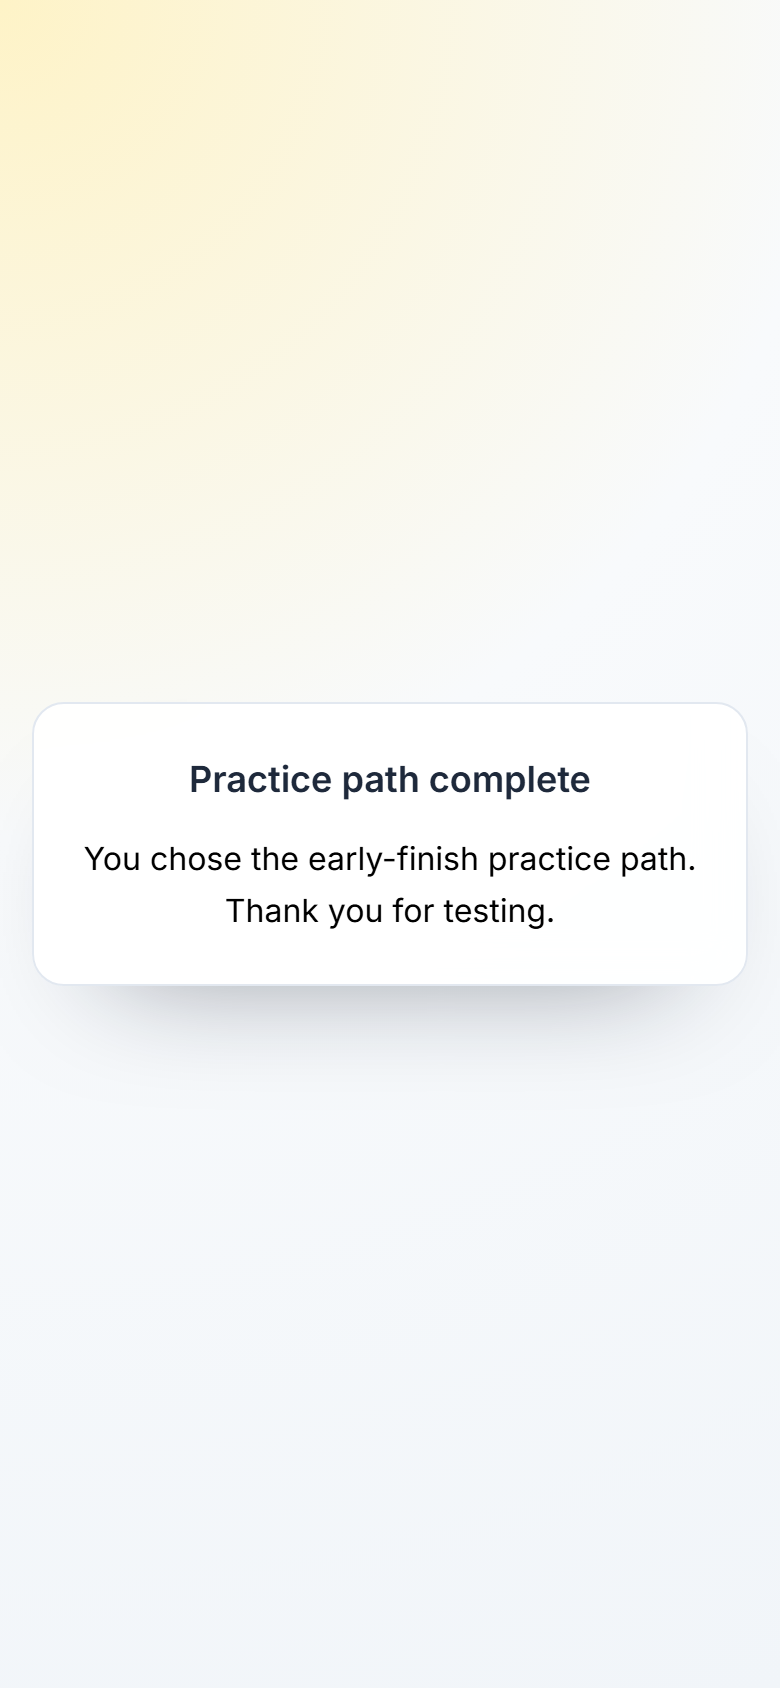 Practice path complete
You chose the early-finish practice path.
Thank you for testing.